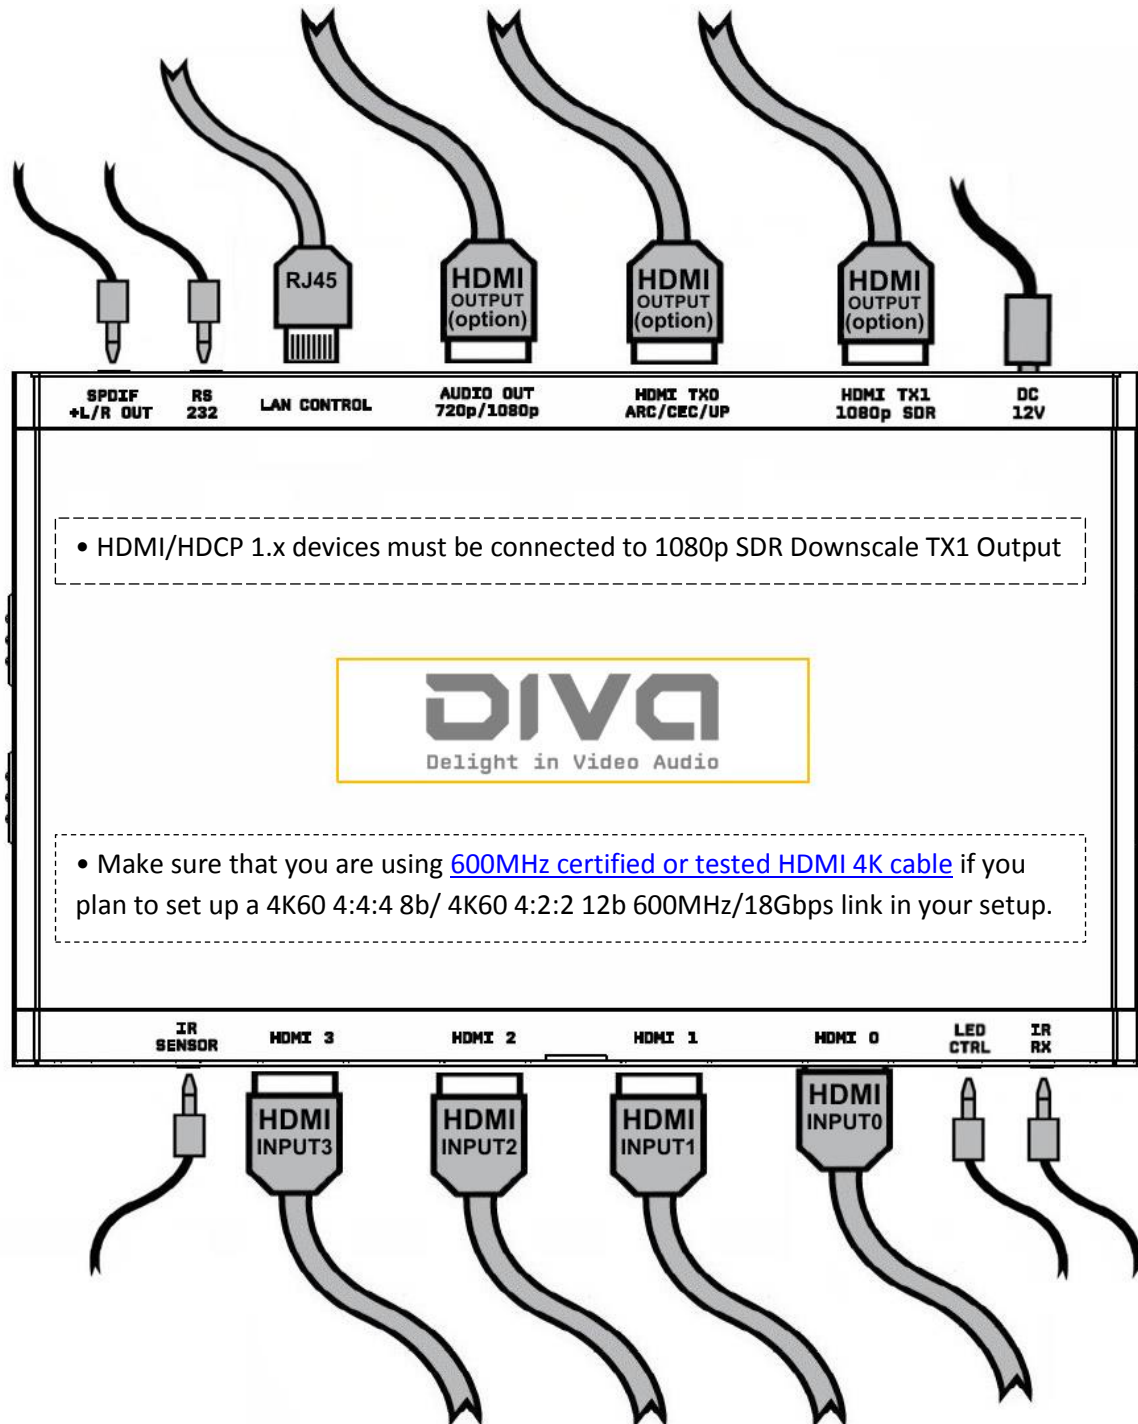 RJ45
HDMI
OUTPUT
(option)
HDMI
OUTPUT
(option)
HDMI
OUTPUT
(option)
SPDIF
+L/R OUT
RS
232
LAN CONTROL
AUDIO OUT
720p/1080p
HDMI TX0
ARC/CEC/UP
HDMI TX1
1080p SDR
DC
12V
• HDMI/HDCP 1.x devices must be connected to 1080p SDR Downscale TX1 Output
DIVA
Delight in Video Audio
• Make sure that you are using 600MHz certified or tested HDMI 4K cable if you
plan to set up a 4K60 4:4:4 8b/ 4K60 4:2:2 12b 600MHz/18Gbps link in your setup.
IR
SENSOR
HDMI 3
HDMI 2
HDMI 1
HDMI 0
LED
CTRL
IR
RX
HDMI
INPUT3
HDMI
INPUT2
HDMI
INPUT1
HDMI
INPUT0